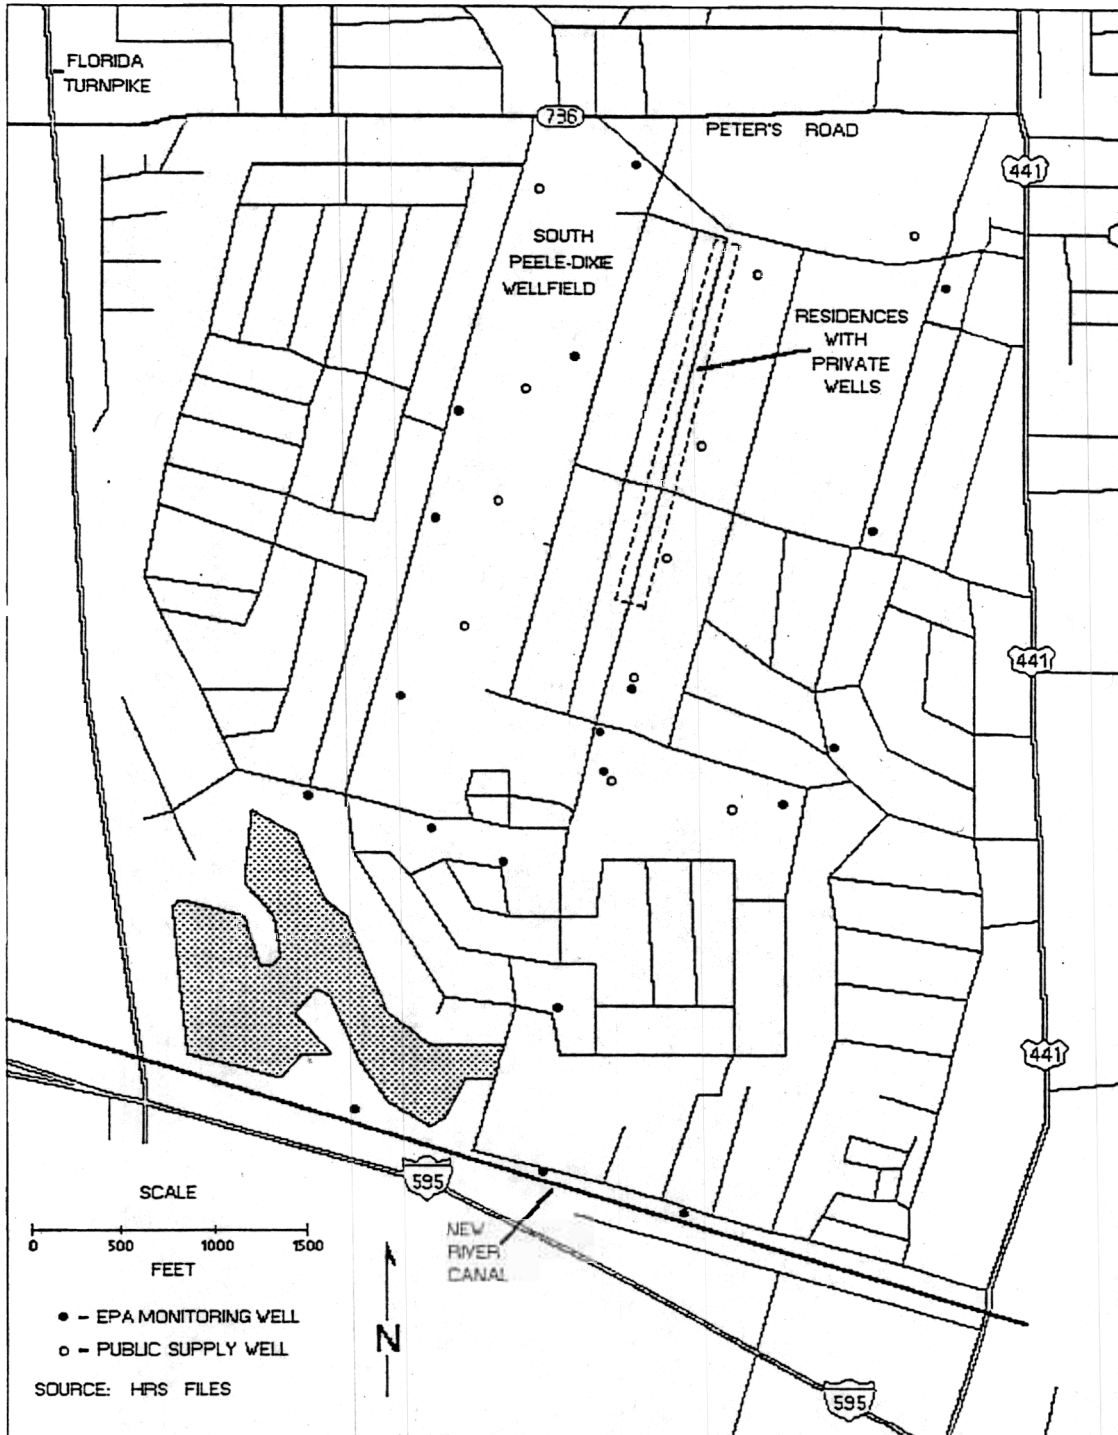 FLORIDA
TURNPIKE
736
PETER'S ROAD
441
SOUTH
PEELE-DIXIE
WELLFIELD
RESIDENCES
WITH
PRIVATE
WELLS
441
441
595
SCALE
0 500 1000 1500
FEET
NEW
RIVER
CANAL
● - EPA MONITORING WELL
○ - PUBLIC SUPPLY WELL
N
SOURCE: HRS FILES
595